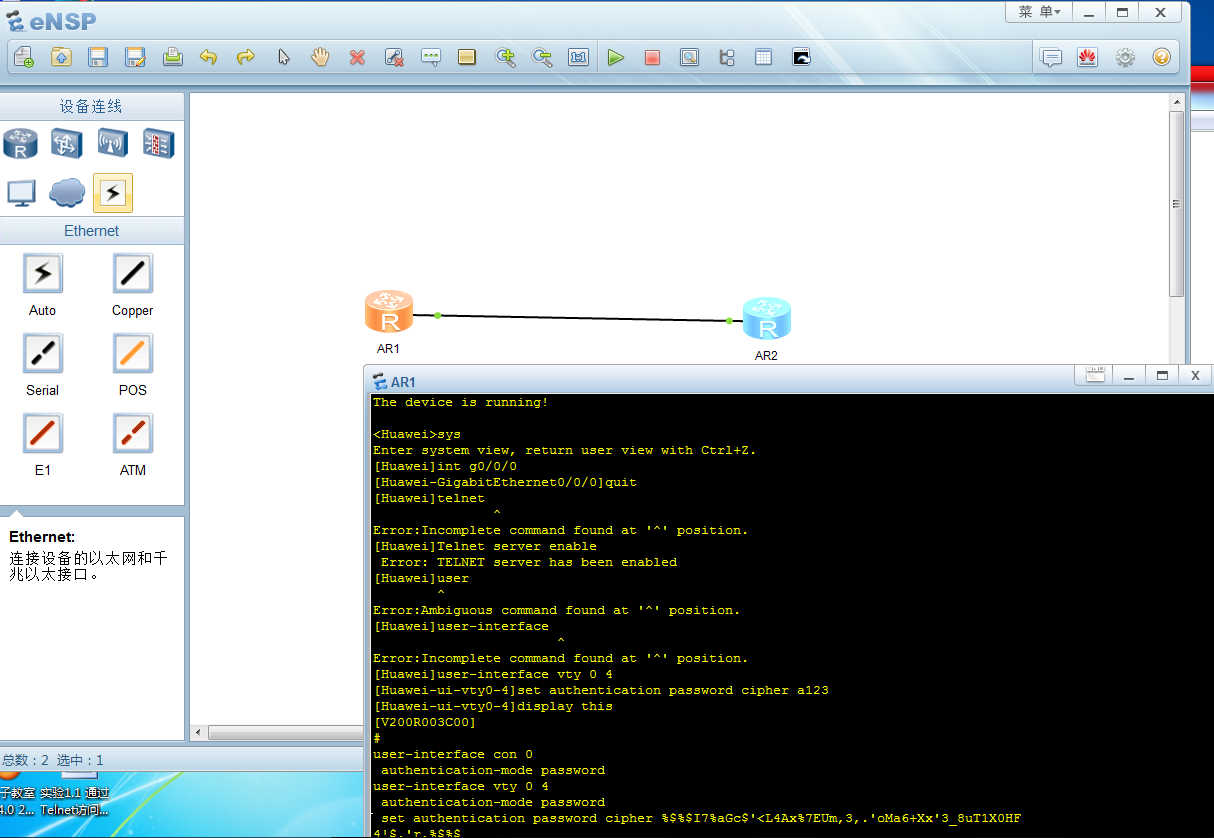 eNSP
菜 单
设备连线
Ethernet
Auto
Copper
Serial
POS
E1
ATM
Ethernet:
连接设备的以太网和千
兆以太接口。
总数：2 选中：1
子教室 实验1.1 通过
4.0 2... Telnet访问...
R
AR1
R
AR2
AR1
The device is running!
<Huawei>sys
Enter system view, return user view with Ctrl+Z.
[Huawei]int g0/0/0
[Huawei-GigabitEthernet0/0/0]quit
[Huawei]telnet
^
Error:Incomplete command found at '^' position.
[Huawei]Telnet server enable
Error: TELNET server has been enabled
[Huawei]user
^
Error:Ambiguous command found at '^' position.
[Huawei]user-interface
^
Error:Incomplete command found at '^' position.
[Huawei]user-interface vty 0 4
[Huawei-ui-vty0-4]set authentication password cipher a123
[Huawei-ui-vty0-4]display this
[V200R003C00]
#
user-interface con 0
authentication-mode password
user-interface vty 0 4
authentication-mode password
set authentication password cipher %$%$I7%aGc$'<L4Ax%7EUm,3,.'oMa6+Xx'3_8uT1X0HF
4'$.'r.%$%$